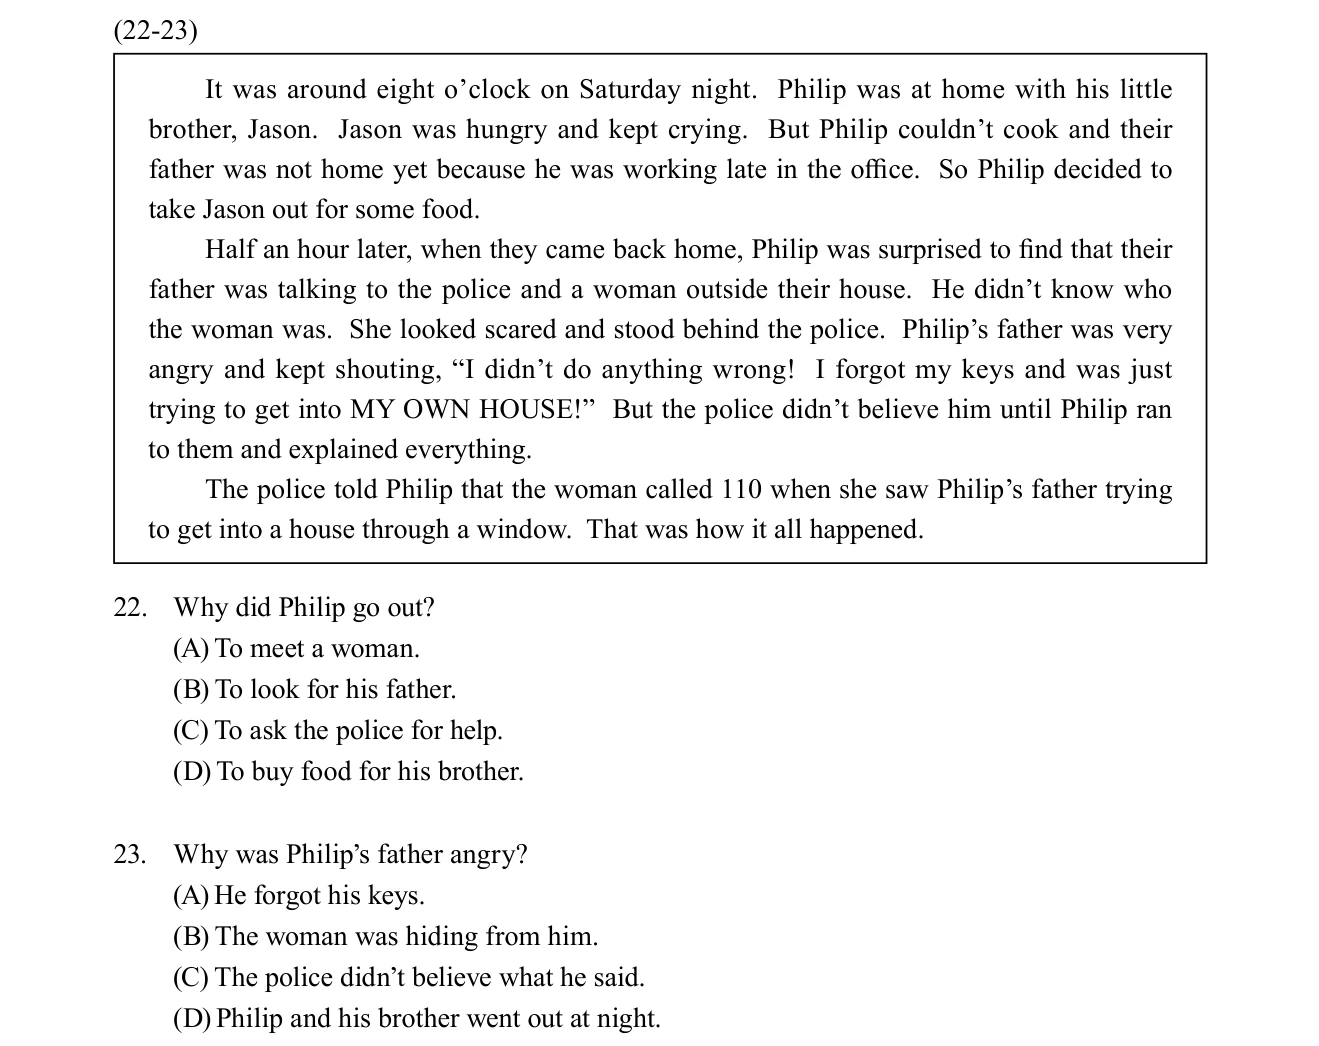 (22-23)
It was around eight o’clock on Saturday night.  Philip was at home with his little
brother, Jason.  Jason was hungry and kept crying.  But Philip couldn’t cook and their
father was not home yet because he was working late in the office.  So Philip decided to
take Jason out for some food.
Half an hour later, when they came back home, Philip was surprised to find that their
father was talking to the police and a woman outside their house.  He didn’t know who
the woman was.  She looked scared and stood behind the police.  Philip’s father was very
angry and kept shouting, “I didn’t do anything wrong!  I forgot my keys and was just
trying to get into MY OWN HOUSE!”  But the police didn’t believe him until Philip ran
to them and explained everything.
The police told Philip that the woman called 110 when she saw Philip’s father trying
to get into a house through a window.  That was how it all happened.
22. Why did Philip go out?
(A) To meet a woman.
(B) To look for his father.
(C) To ask the police for help.
(D) To buy food for his brother.
23. Why was Philip’s father angry?
(A) He forgot his keys.
(B) The woman was hiding from him.
(C) The police didn’t believe what he said.
(D) Philip and his brother went out at night.